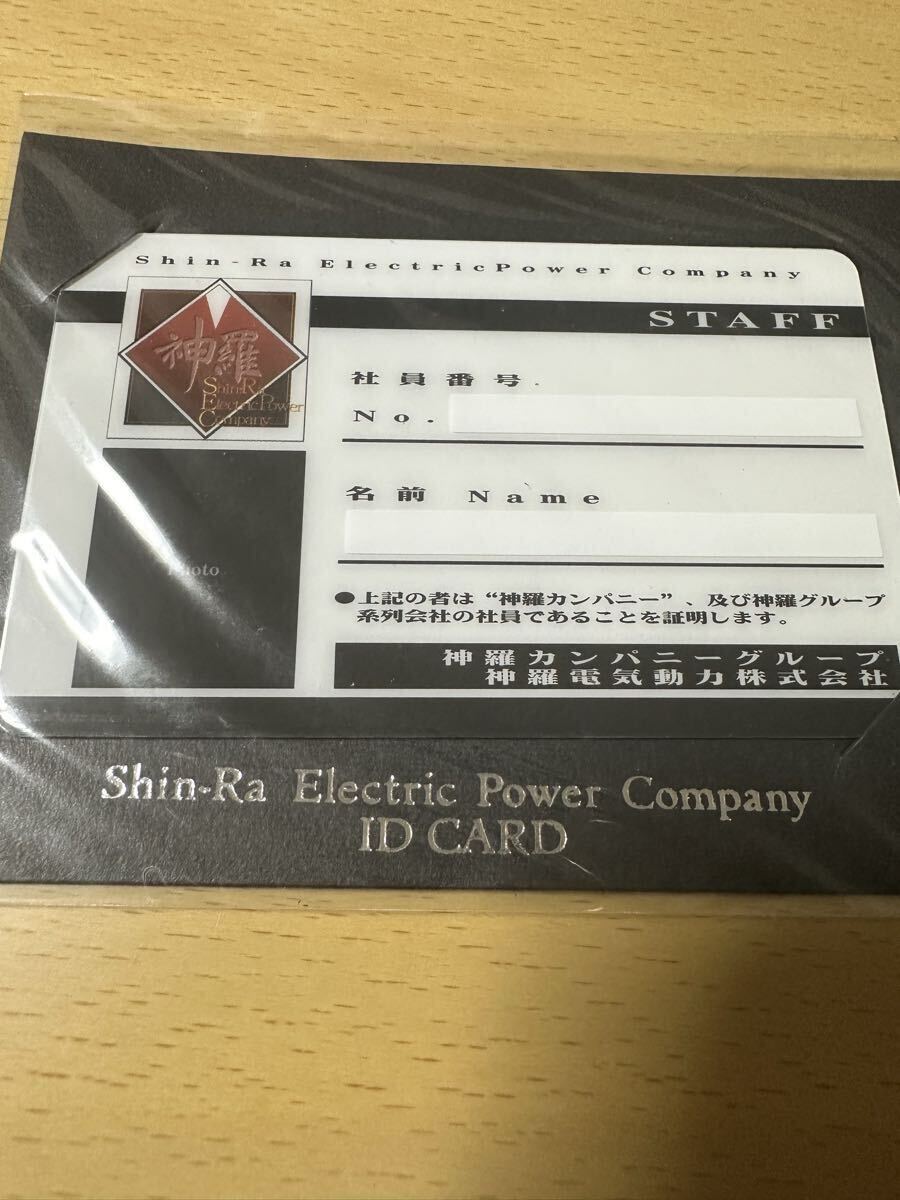 Shin-Ra ElectricPower Company
STAFF
神羅
Shin-Ra
Electric Power
Company
社員番号.
No.
名前 Name
Photo
●上記の者は“神羅カンパニー”、及び神羅グループ
系列会社の社員であることを証明します。
神羅カンパニーグループ
神羅電気動力株式会社
Shin-Ra Electric Power Company
ID CARD